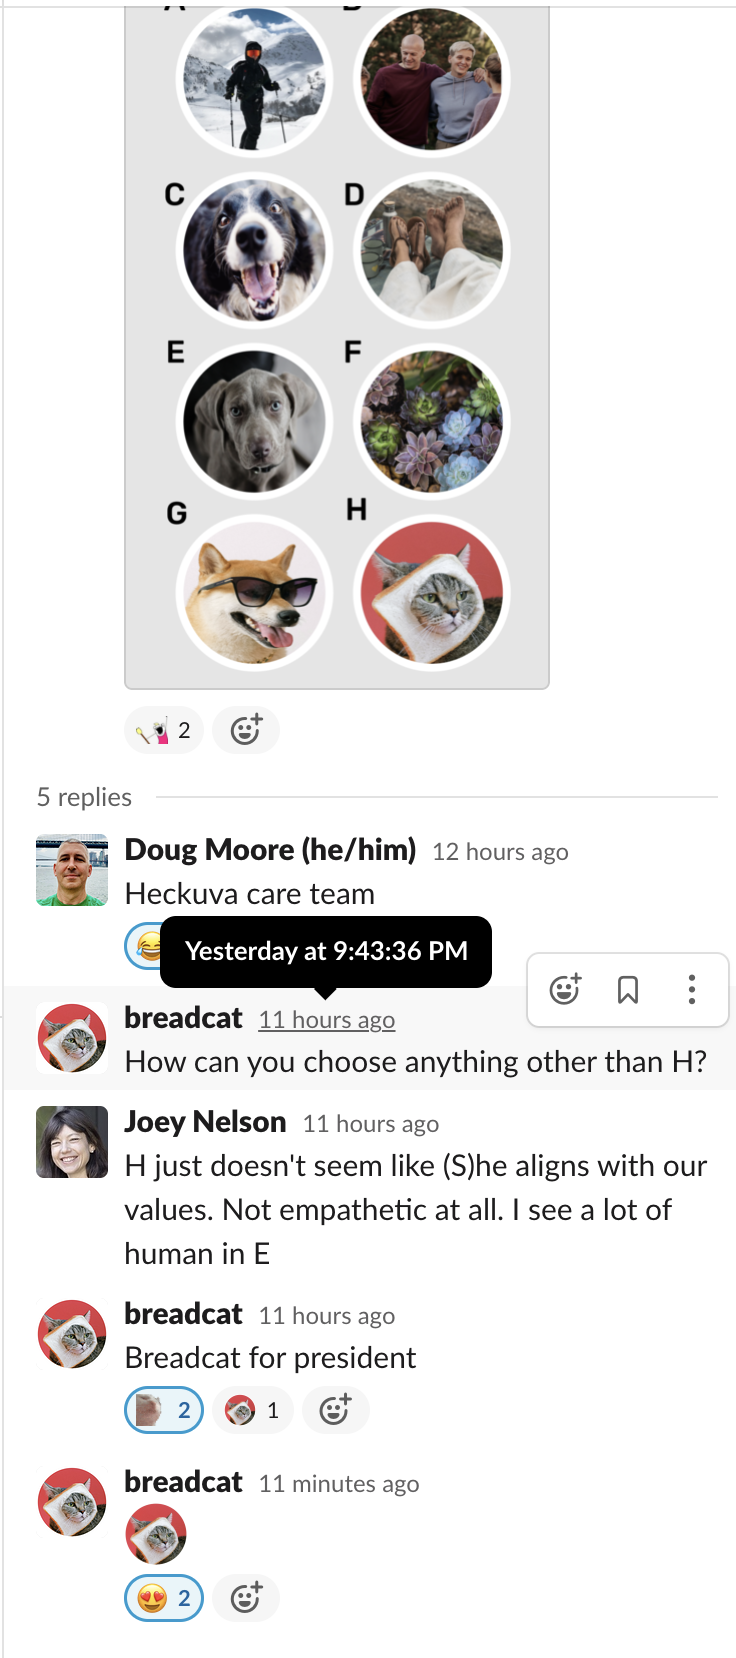 C
D
E
F
G
H
2
5 replies
Doug Moore (he/him) 12 hours ago
Heckuva care team
Yesterday at 9:43:36 PM
breadcat 11 hours ago
How can you choose anything other than H?
Joey Nelson 11 hours ago
H just doesn't seem like (S)he aligns with our
values. Not empathetic at all. I see a lot of
human in E
breadcat 11 hours ago
Breadcat for president
2 1
breadcat 11 minutes ago
2